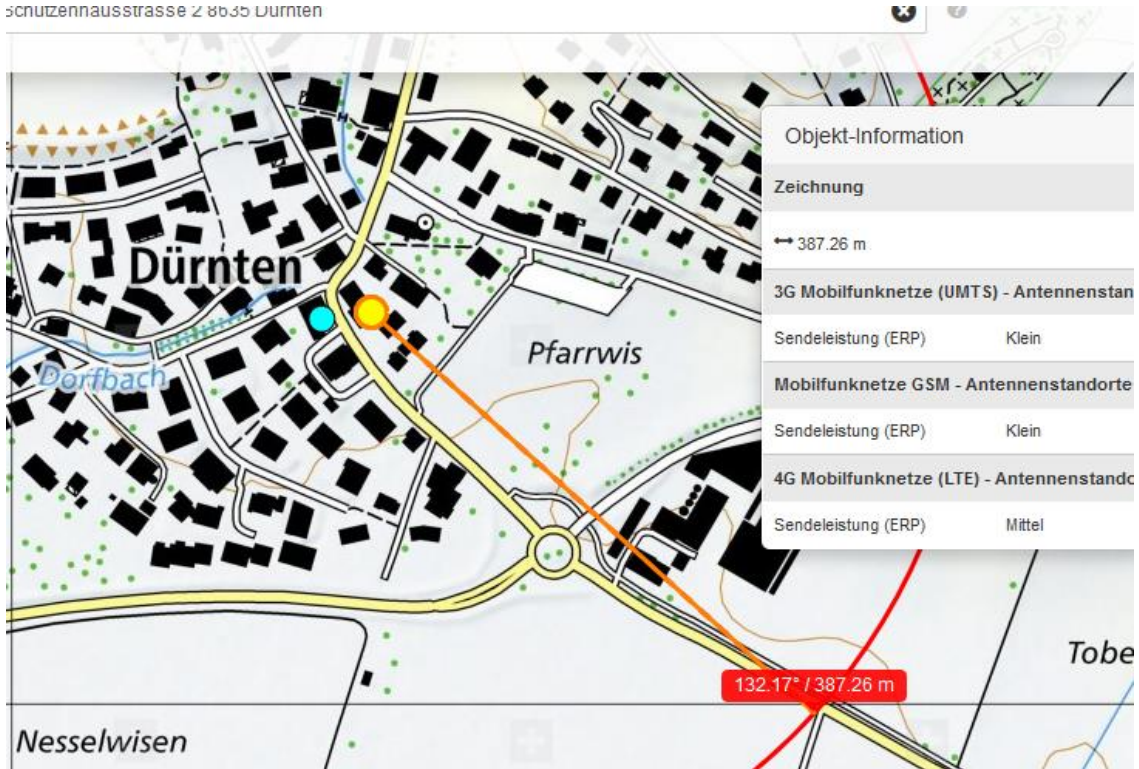 Schützenhausstrasse 2 8635 Dürnten
Objekt-Information
Zeichnung
387.26 m
3G Mobilfunknetze (UMTS) - Antennenstan
Sendeleistung (ERP) Klein
Mobilfunknetze GSM - Antennenstandorte
Sendeleistung (ERP) Klein
4G Mobilfunknetze (LTE) - Antennenstando
Sendeleistung (ERP) Mittel
Dürnten
Pfarrwis
Dorfbach
Tobe
132.17° / 387.26 m
Nesselwisen